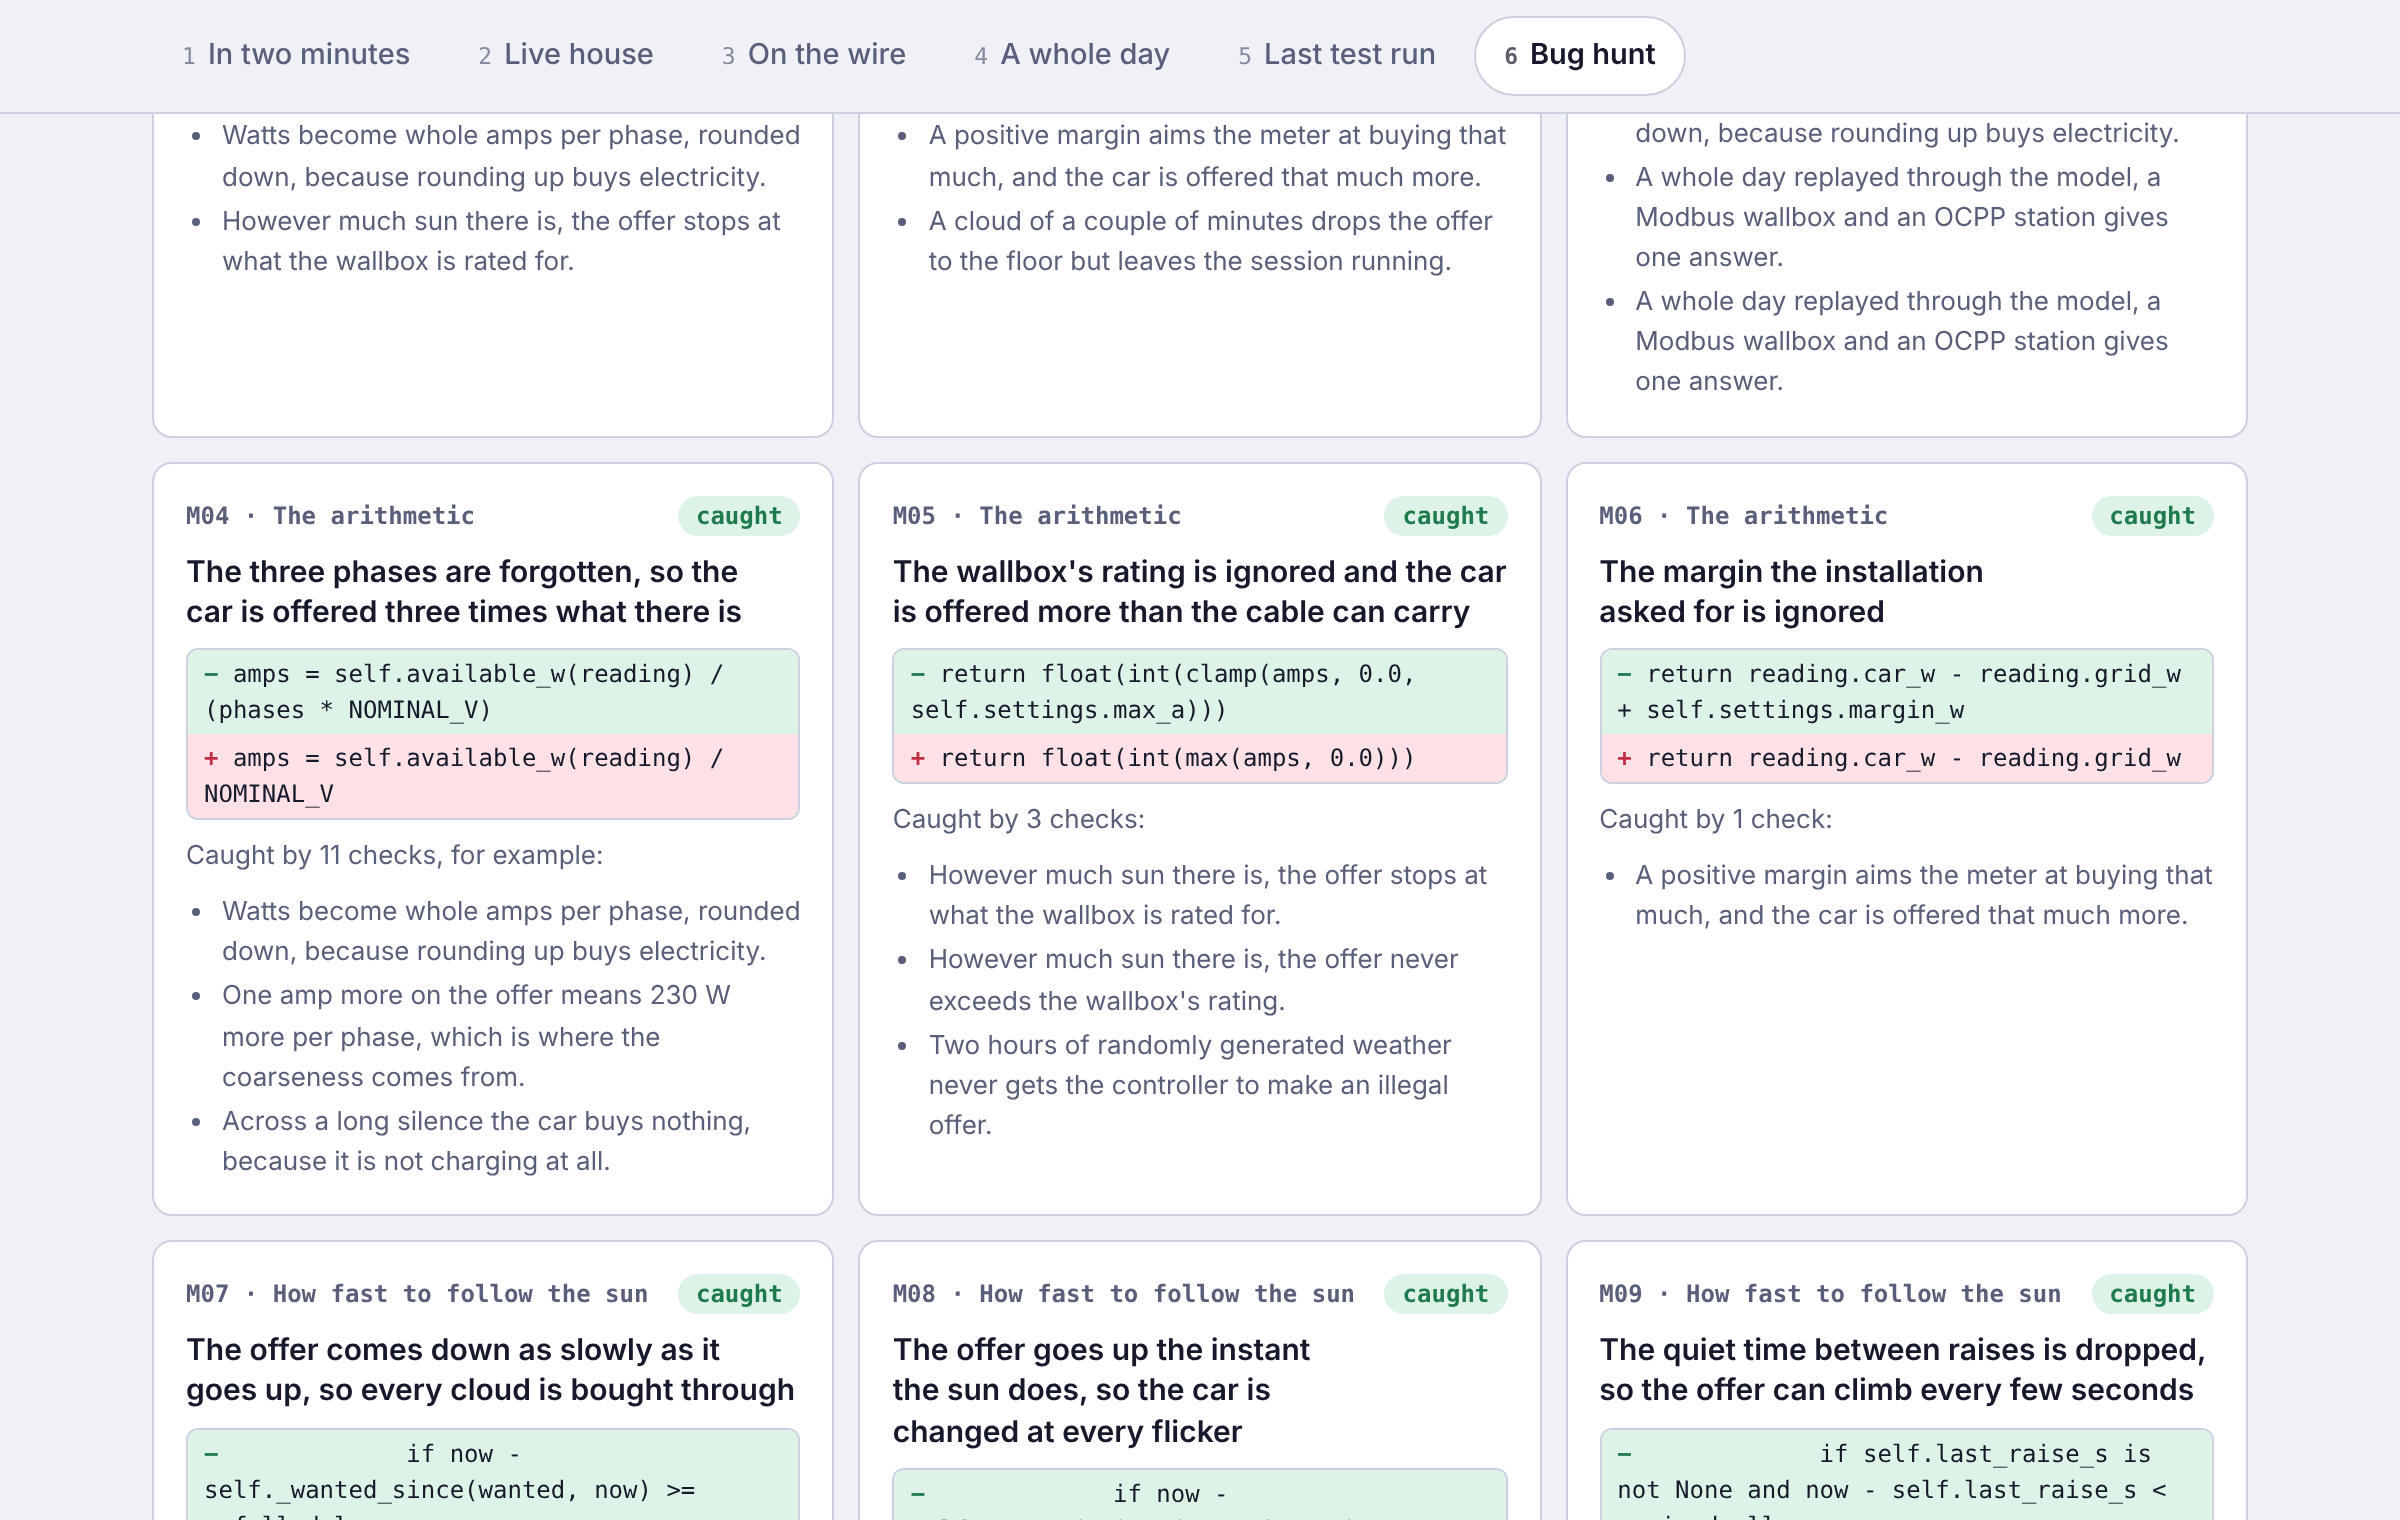 1 In two minutes
2 Live house
3 On the wire
4 A whole day
5 Last test run
6 Bug hunt
• Watts become whole amps per phase, rounded
down, because rounding up buys electricity.
• However much sun there is, the offer stops at
what the wallbox is rated for.
• A positive margin aims the meter at buying that
much, and the car is offered that much more.
• A cloud of a couple of minutes drops the offer
to the floor but leaves the session running.
down, because rounding up buys electricity.
• A whole day replayed through the model, a
Modbus wallbox and an OCPP station gives
one answer.
• A whole day replayed through the model, a
Modbus wallbox and an OCPP station gives
one answer.
M04 · The arithmetic
caught
The three phases are forgotten, so the
car is offered three times what there is
− amps = self.available_w(reading) /
(phases * NOMINAL_V)
+ amps = self.available_w(reading) /
NOMINAL_V
Caught by 11 checks, for example:
• Watts become whole amps per phase, rounded
down, because rounding up buys electricity.
• One amp more on the offer means 230 W
more per phase, which is where the
coarseness comes from.
• Across a long silence the car buys nothing,
because it is not charging at all.
M05 · The arithmetic
caught
The wallbox's rating is ignored and the car
is offered more than the cable can carry
− return float(int(clamp(amps, 0.0,
self.settings.max_a)))
+ return float(int(max(amps, 0.0)))
Caught by 3 checks:
• However much sun there is, the offer stops at
what the wallbox is rated for.
• However much sun there is, the offer never
exceeds the wallbox's rating.
• Two hours of randomly generated weather
never gets the controller to make an illegal
offer.
M06 · The arithmetic
caught
The margin the installation
asked for is ignored
− return reading.car_w - reading.grid_w
+ self.settings.margin_w
+ return reading.car_w - reading.grid_w
Caught by 1 check:
• A positive margin aims the meter at buying that
much, and the car is offered that much more.
M07 · How fast to follow the sun
caught
The offer comes down as slowly as it
goes up, so every cloud is bought through
− if now -
self._wanted_since(wanted, now) >=
M08 · How fast to follow the sun
caught
The offer goes up the instant
the sun does, so the car is
changed at every flicker
− if now -
M09 · How fast to follow the sun
caught
The quiet time between raises is dropped,
so the offer can climb every few seconds
− if self.last_raise_s is
not None and now - self.last_raise_s <